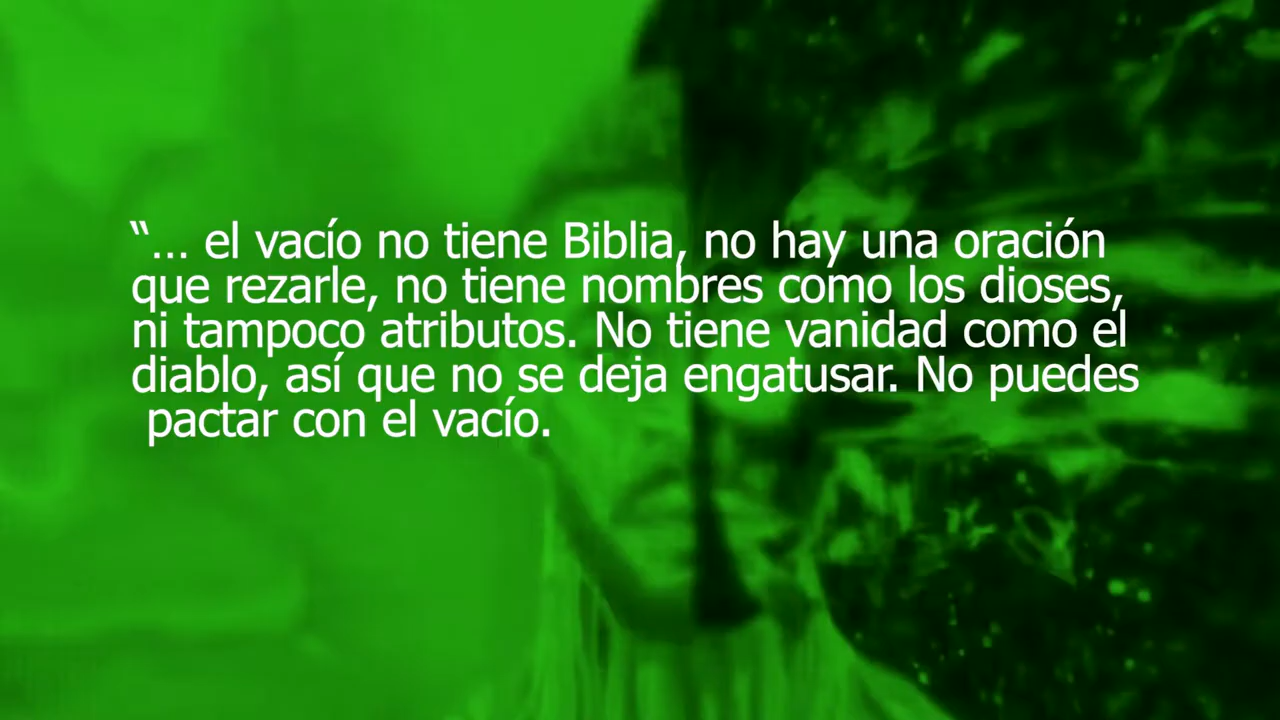 “... el vacío no tiene Biblia, no hay una oración
que rezarle, no tiene nombres como los dioses,
ni tampoco atributos. No tiene vanidad como el
diablo, así que no se deja engatusar. No puedes
pactar con el vacío.